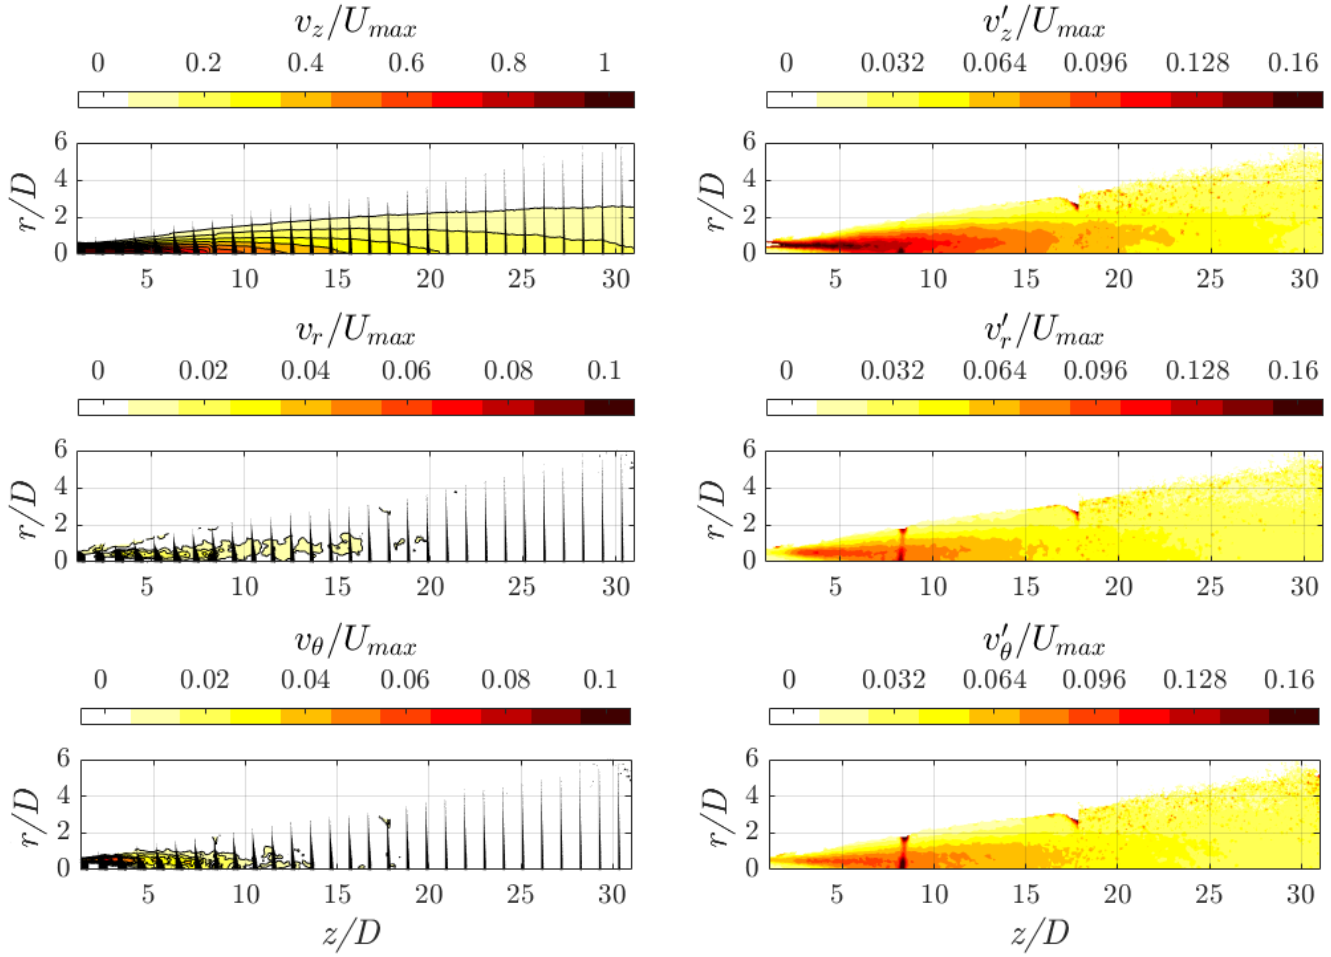 v_z/U_max v′_z/U_max
0 0.2 0.4 0.6 0.8 1 0 0.032 0.064 0.096 0.128 0.16
6 6
4 4
r/D r/D
2 2
0 0
5 10 15 20 25 30 5 10 15 20 25 30
v_r/U_max v′_r/U_max
0 0.02 0.04 0.06 0.08 0.1 0 0.032 0.064 0.096 0.128 0.16
6 6
4 4
r/D r/D
2 2
0 0
5 10 15 20 25 30 5 10 15 20 25 30
v_θ/U_max v′_θ/U_max
0 0.02 0.04 0.06 0.08 0.1 0 0.032 0.064 0.096 0.128 0.16
6 6
4 4
r/D r/D
2 2
0 0
5 10 15 20 25 30 5 10 15 20 25 30
z/D z/D